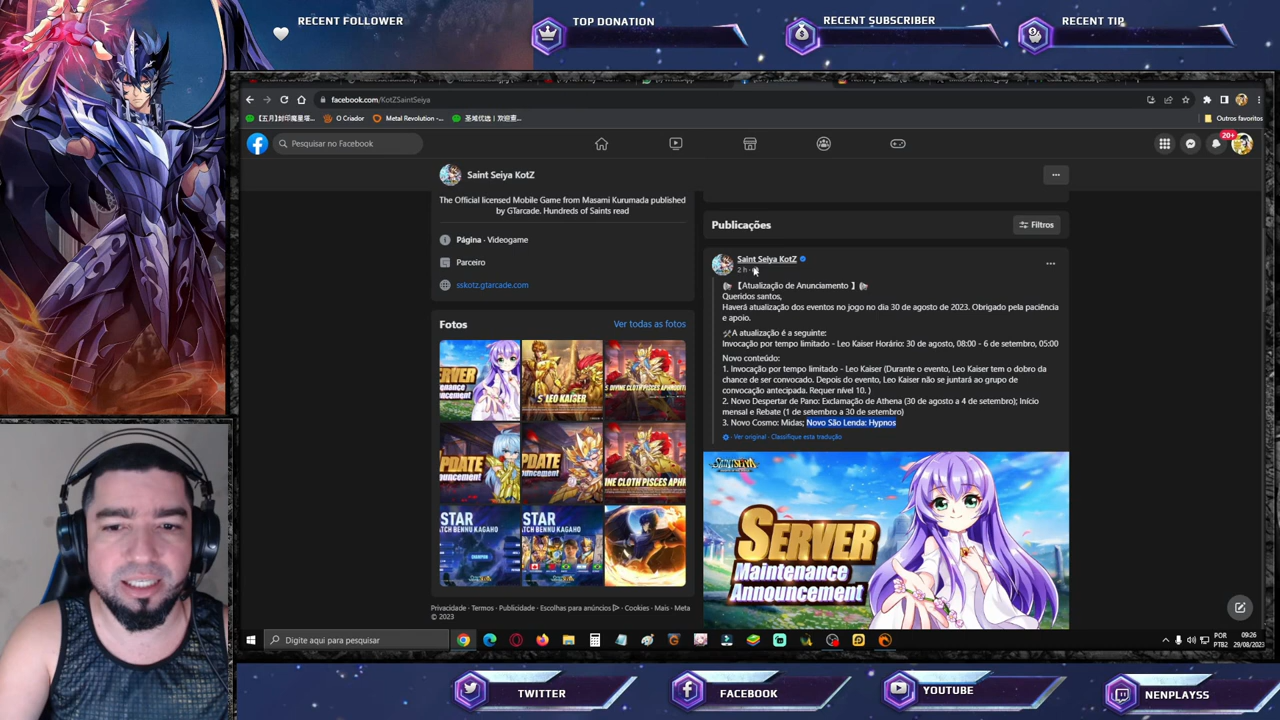 RECENT FOLLOWER
TOP DONATION
RECENT SUBSCRIBER
RECENT TIP
facebook.com/KotZSaintSeiya
O Criador
Metal Revolution -...
Outros favoritos
Pesquisar no Facebook
20+
Saint Seiya KotZ
The Official licensed Mobile Game from Masami Kurumada published
by GTarcade. Hundreds of Saints read
Página · Videogame
Parceiro
sskotz.gtarcade.com
Fotos
Ver todas as fotos
Privacidade · Termos · Publicidade · Escolhas para anúncios · Cookies · Mais · Meta
© 2023
Publicações
Filtros
Saint Seiya KotZ
2 h
【Atualização de Anunciamento 】
Queridos santos,
Haverá atualização dos eventos no jogo no dia 30 de agosto de 2023. Obrigado pela paciência
e apoio.
A atualização é a seguinte:
Invocação por tempo limitado - Leo Kaiser Horário: 30 de agosto, 08:00 - 6 de setembro, 05:00
Novo conteúdo:
1. Invocação por tempo limitado - Leo Kaiser (Durante o evento, Leo Kaiser tem o dobro da
chance de ser convocado. Depois do evento, Leo Kaiser não se juntará ao grupo de
convocação antecipada. Requer nível 10. )
2. Novo Despertar de Pano: Exclamação de Athena (30 de agosto a 4 de setembro); Início
mensal e Rebate (1 de setembro a 30 de setembro)
3. Novo Cosmo: Midas; Novo São Lenda: Hypnos
· Ver original · Classifique esta tradução
SERVER
Maintenance
Announcement
Digite aqui para pesquisar
POR
PTB2
09:26
29/08/2023
TWITTER
FACEBOOK
YOUTUBE
NENPLAYSS